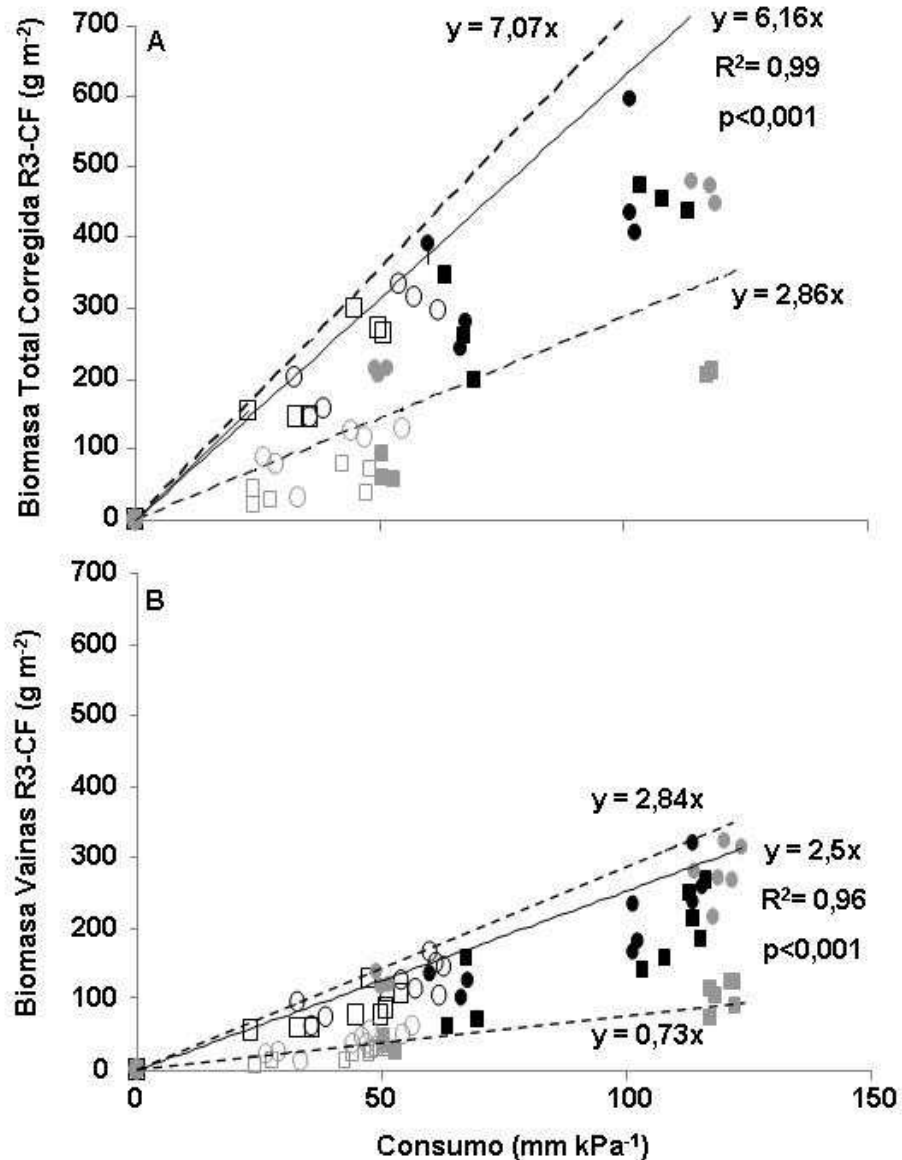 A
y = 7,07x
y = 6,16x
R²= 0,99
p<0,001
y = 2,86x
Biomasa Total Corregida R3-CF (g m⁻²)
700
600
500
400
300
200
100
0
B
y = 2,84x
y = 2,5x
R²= 0,96
p<0,001
y = 0,73x
Biomasa Vainas R3-CF (g m⁻²)
700
600
500
400
300
200
100
0
0 50 100 150
Consumo (mm kPa⁻¹)